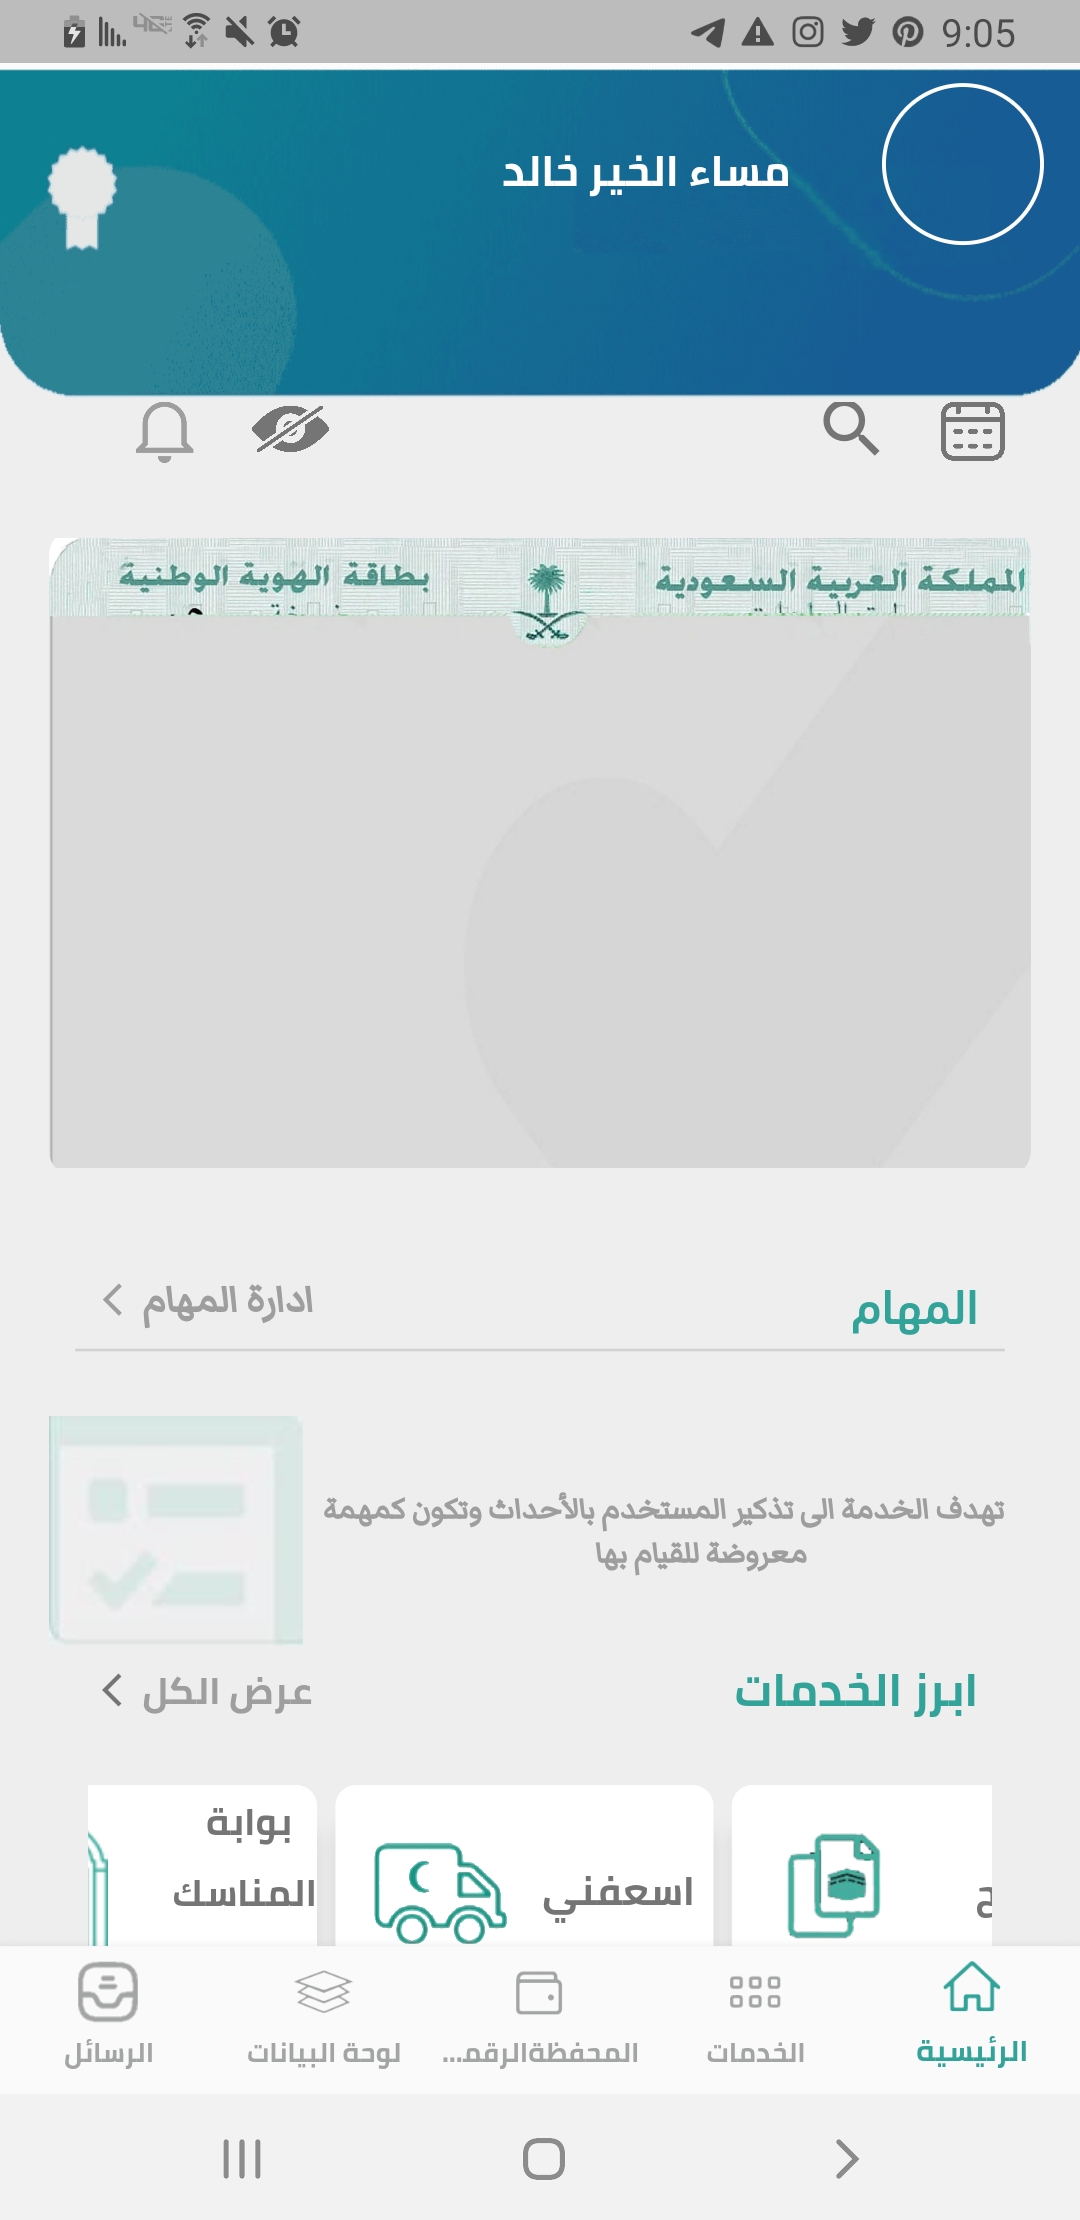 9:05
مساء الخير خالد
المملكة العربية السعودية
بطاقة الهوية الوطنية
المهام
ادارة المهام
تهدف الخدمة الى تذكير المستخدم بالأحداث وتكون كمهمة
معروضة للقيام بها
ابرز الخدمات
عرض الكل
اسعفني
بوابة
المناسك
الرئيسية
الخدمات
المحفظةالرقمـ...
لوحة البيانات
الرسائل